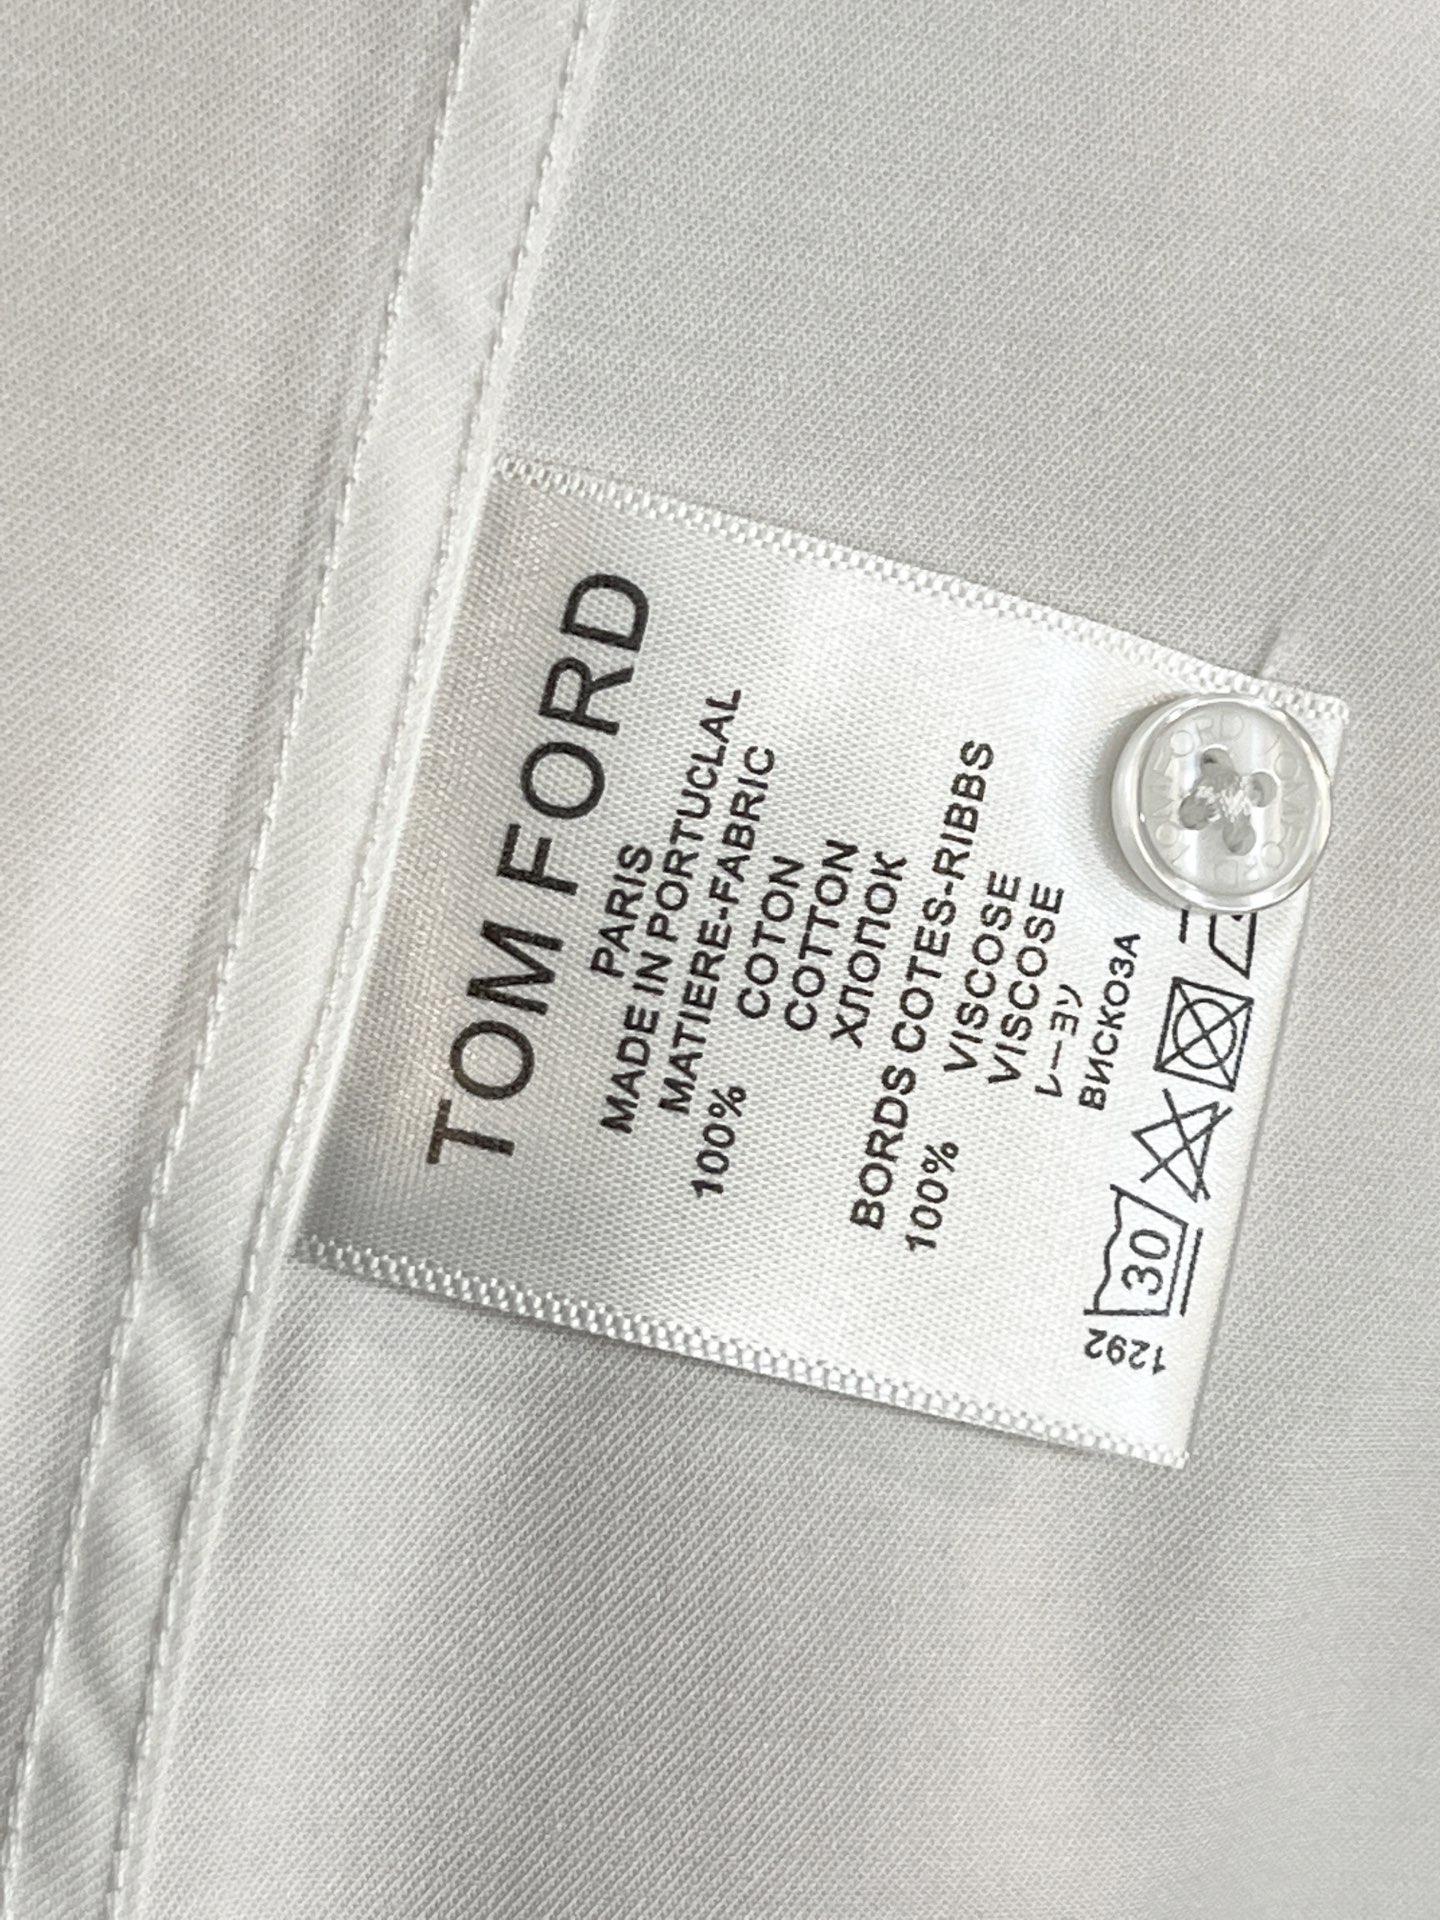 TOM FORD
PARIS
MADE IN PORTUCLAL
MATIERE-FABRIC
100% COTON
COTTON
ХЛОПОК
BORDS COTES-RIBBS
100% VISCOSE
VISCOSE
レーヨン
ВИСКОЗА
30
1292